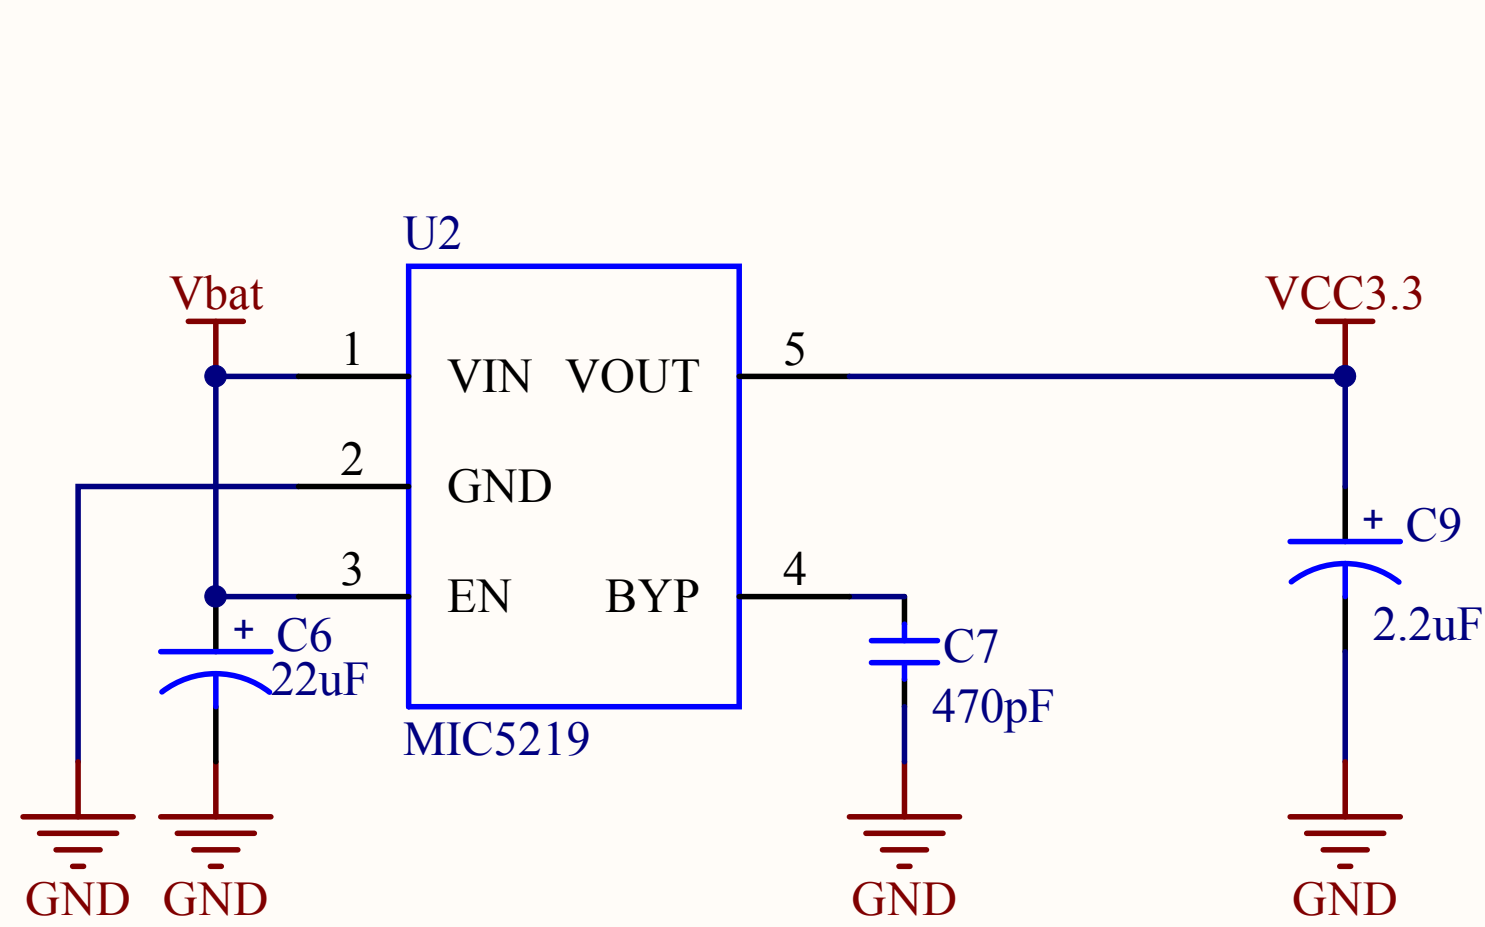 U2
Vbat
VCC3.3
1
VIN
VOUT
5
2
GND
3
EN
BYP
4
+
C9
2.2uF
+
C6
22uF
C7
470pF
MIC5219
GND
GND
GND
GND